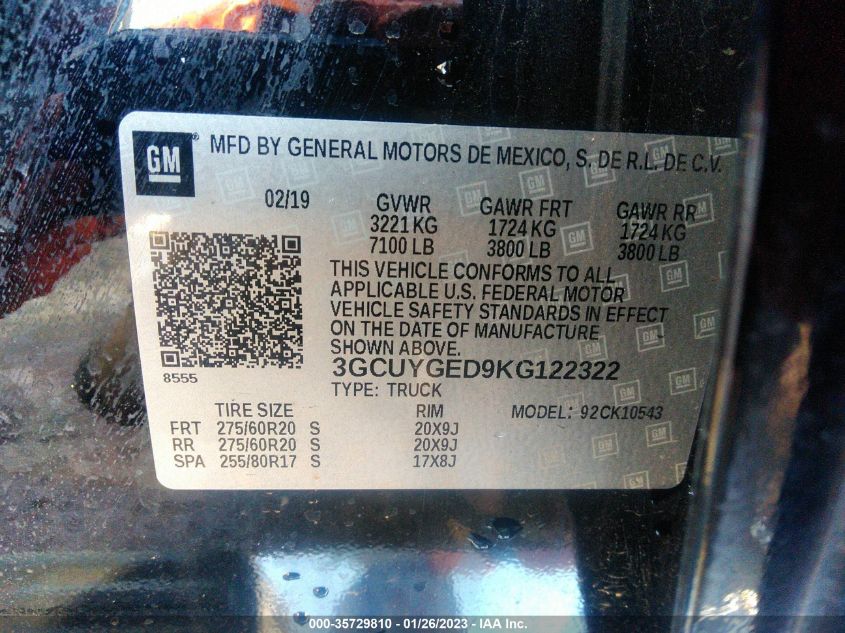 GM ®
MFD BY GENERAL MOTORS DE MEXICO, S. DE R.L. DE C.V.
02/19 GVWR GAWR FRT GAWR RR
3221 KG 1724 KG 1724 KG
7100 LB 3800 LB 3800 LB
THIS VEHICLE CONFORMS TO ALL
APPLICABLE U.S. FEDERAL MOTOR
VEHICLE SAFETY STANDARDS IN EFFECT
ON THE DATE OF MANUFACTURE
SHOWN ABOVE.
8555
3GCUYGED9KG122322
TYPE: TRUCK
TIRE SIZE RIM MODEL: 92CK10543
FRT 275/60R20 S 20X9J
RR 275/60R20 S 20X9J
SPA 255/80R17 S 17X8J
000-35729810 / 01/26/2023 - © IAA Inc.